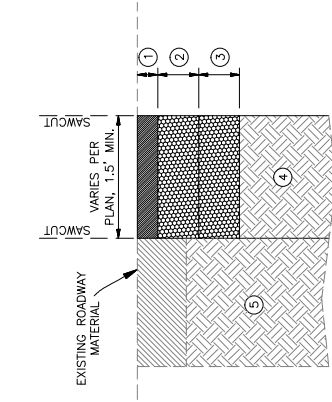 SAWCUT
VARIES PER
PLAN, 1.5' MIN.
SAWCUT
EXISTING ROADWAY
MATERIAL
1
2
3
4
5